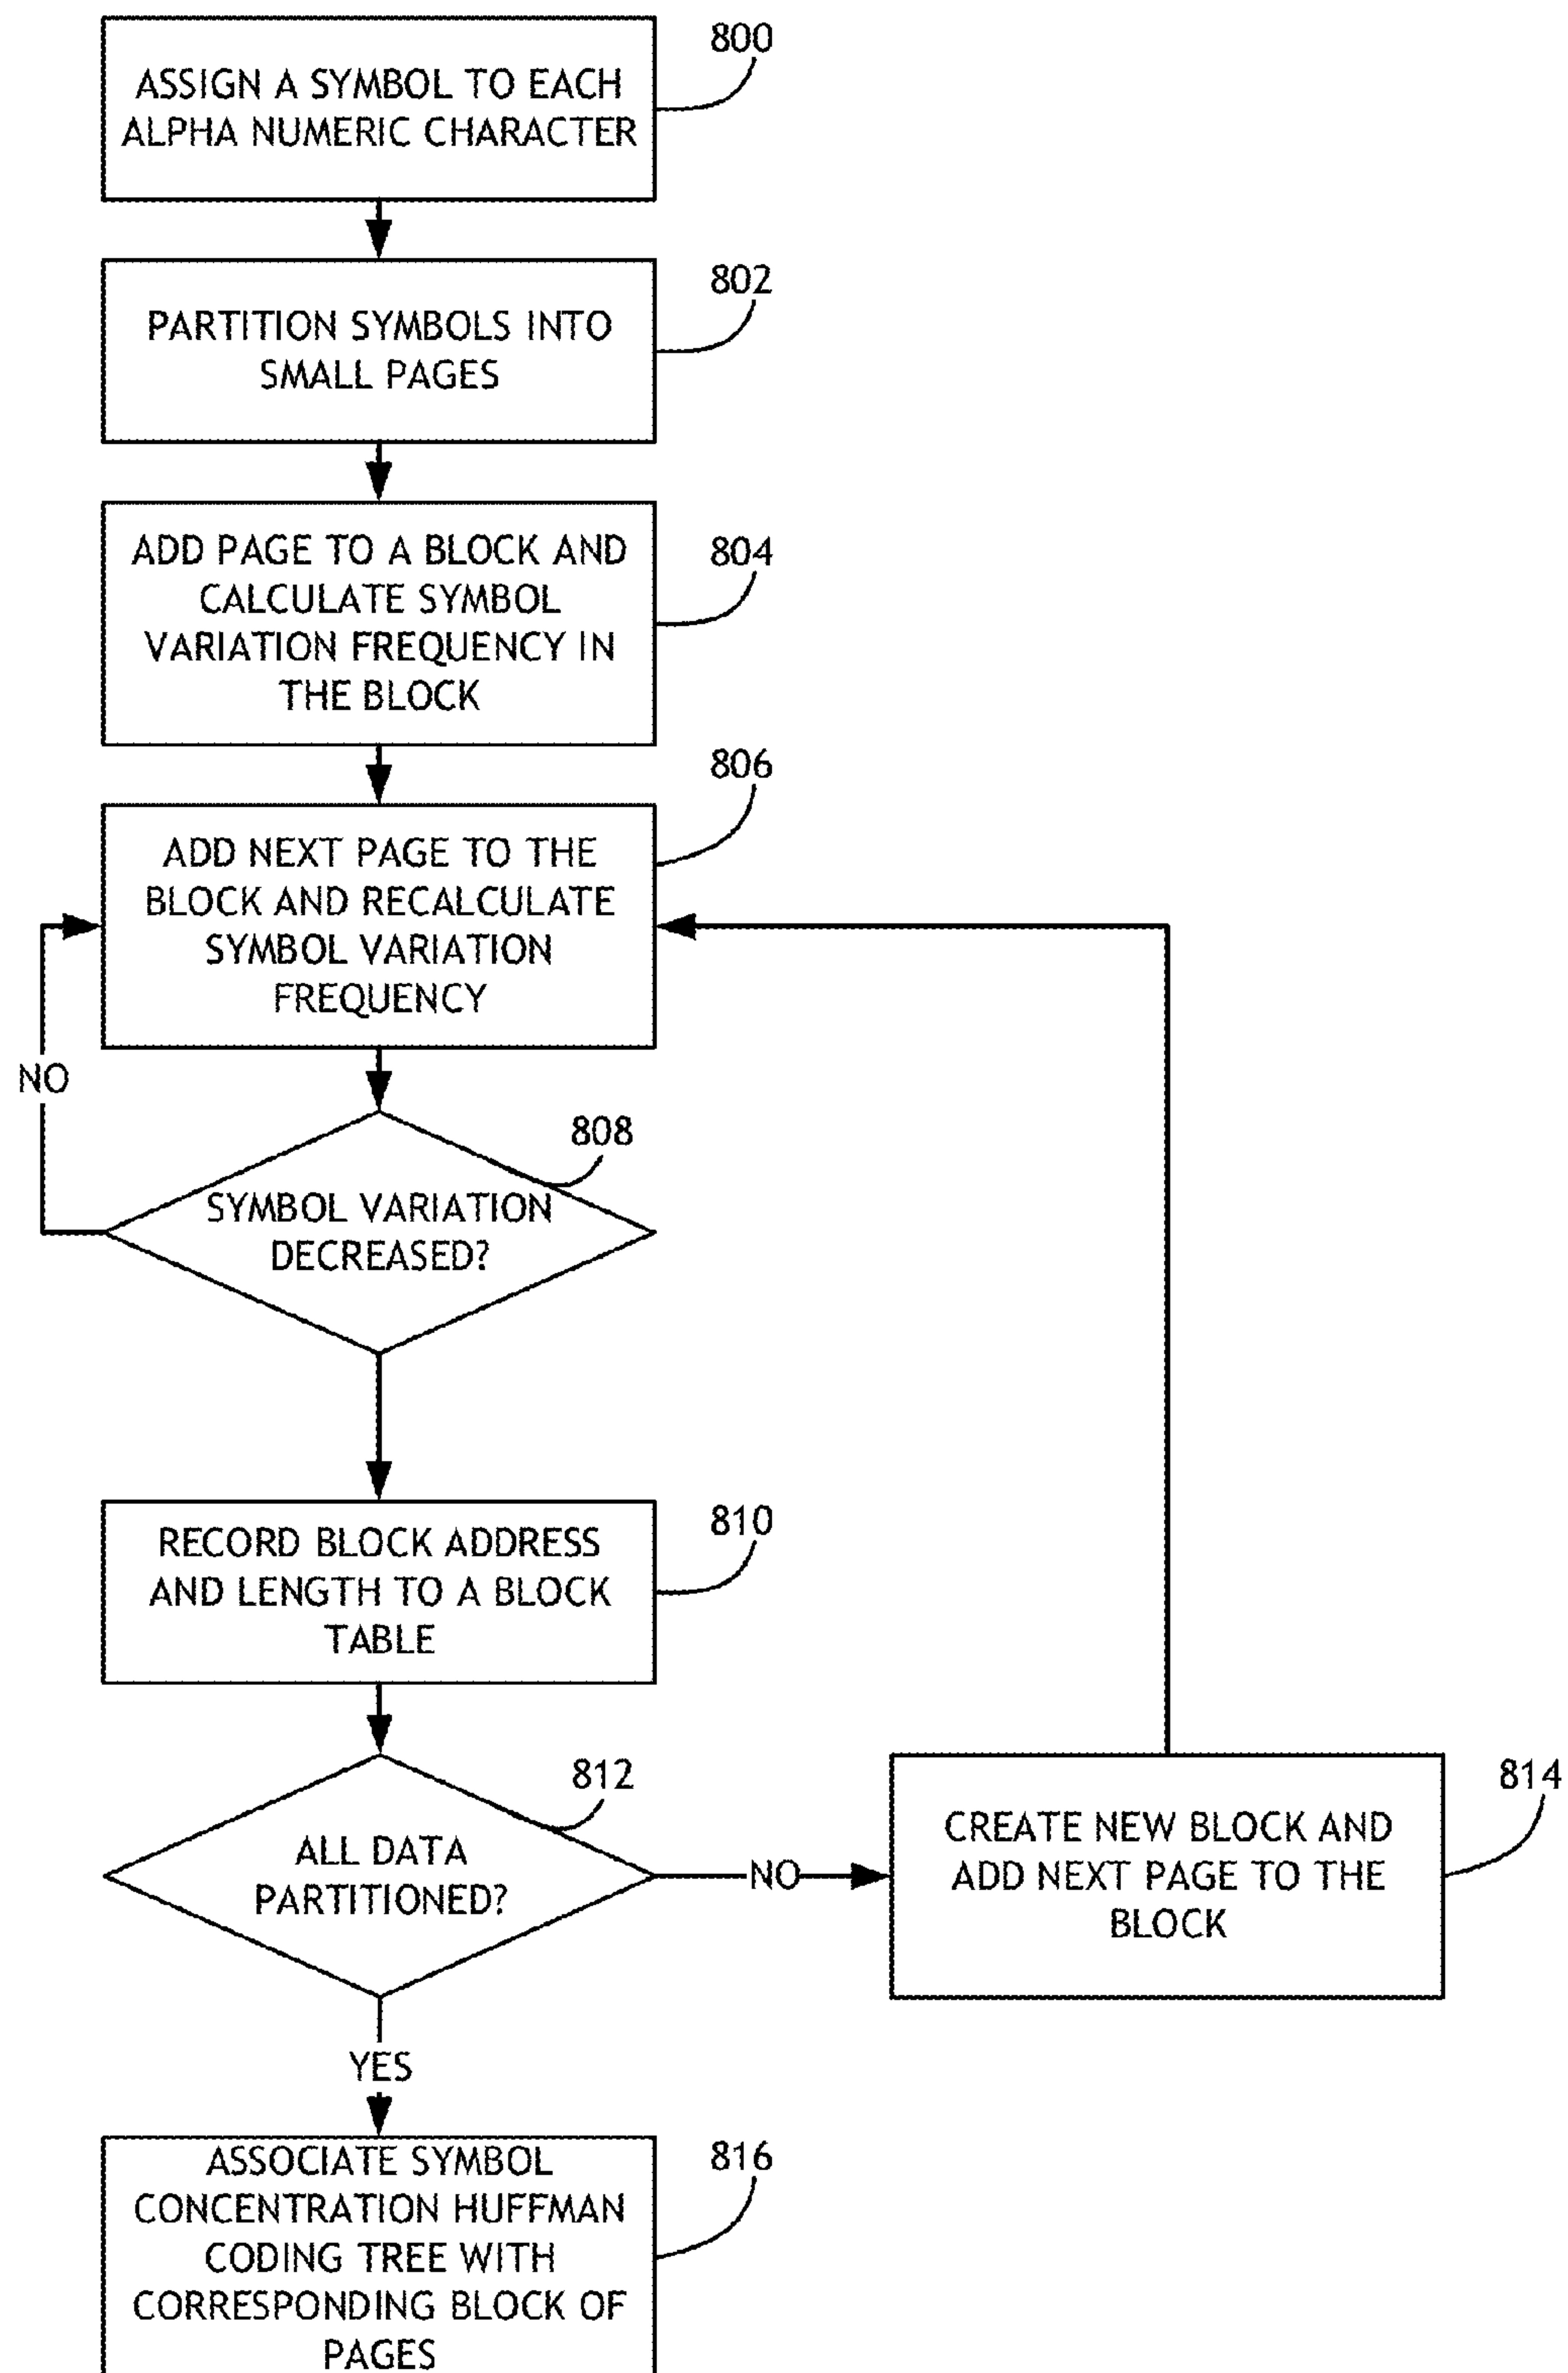 800
ASSIGN A SYMBOL TO EACH
ALPHA NUMERIC CHARACTER
802
PARTITION SYMBOLS INTO
SMALL PAGES
804
ADD PAGE TO A BLOCK AND
CALCULATE SYMBOL
VARIATION FREQUENCY IN
THE BLOCK
806
ADD NEXT PAGE TO THE
BLOCK AND RECALCULATE
SYMBOL VARIATION
FREQUENCY
NO
808
SYMBOL VARIATION
DECREASED?
810
RECORD BLOCK ADDRESS
AND LENGTH TO A BLOCK
TABLE
812
ALL DATA
PARTITIONED?
NO
814
CREATE NEW BLOCK AND
ADD NEXT PAGE TO THE
BLOCK
YES
816
ASSOCIATE SYMBOL
CONCENTRATION HUFFMAN
CODING TREE WITH
CORRESPONDING BLOCK OF
PAGES